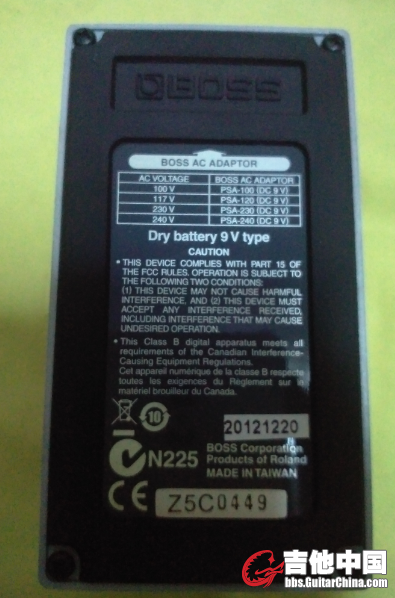 BOSS
BOSS AC ADAPTOR
AC VOLTAGE BOSS AC ADAPTOR
100 V PSA-100 (DC 9 V)
117 V PSA-120 (DC 9 V)
230 V PSA-230 (DC 9 V)
240 V PSA-240 (DC 9 V)
Dry battery 9 V type
CAUTION
• THIS DEVICE COMPLIES WITH PART 15 OF
THE FCC RULES. OPERATION IS SUBJECT TO
THE FOLLOWING TWO CONDITIONS:
(1) THIS DEVICE MAY NOT CAUSE HARMFUL
INTERFERENCE, AND (2) THIS DEVICE MUST
ACCEPT ANY INTERFERENCE RECEIVED,
INCLUDING INTERFERENCE THAT MAY CAUSE
UNDESIRED OPERATION.
• This Class B digital apparatus meets all
requirements of the Canadian Interference-
Causing Equipment Regulations.
Cet appareil numérique de la classe B respecte
toutes les exigences du Règlement sur le
matériel brouilleur du Canada.
10
20121220
N225
BOSS Corporation
Products of Roland
MADE IN TAIWAN
CE
Z5C0449
吉他中国
bbs.GuitarChina.com